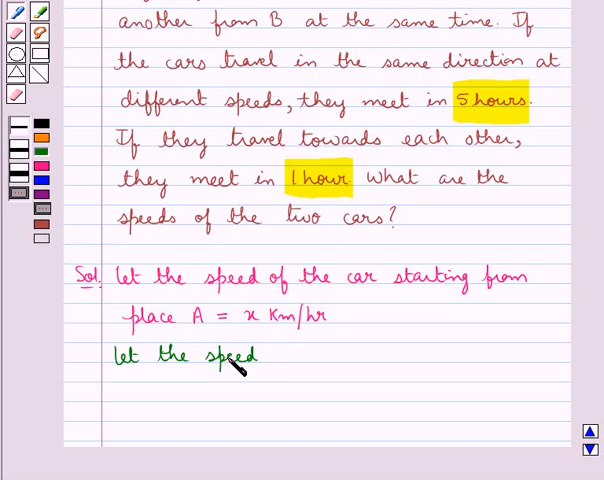 another from B at the same time. If
the cars travel in the same direction at
different speeds, they meet in 5 hours.
If they travel towards each other,
they meet in 1 hour. What are the
speeds of the two cars?
Sol. Let the speed of the car starting from
place A = x Km/hr
Let the speed